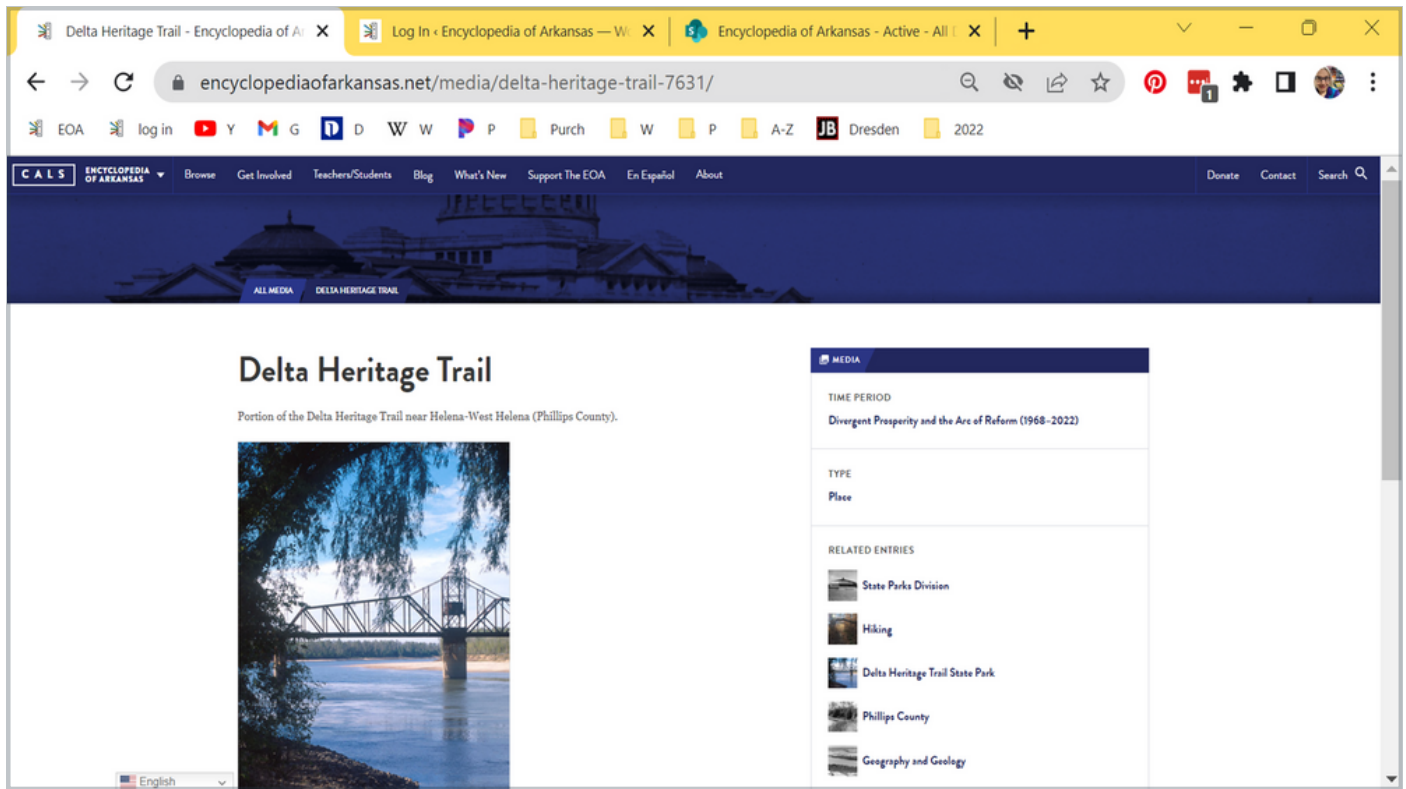 Delta Heritage Trail - Encyclopedia of A
Log In ‹ Encyclopedia of Arkansas — W
Encyclopedia of Arkansas - Active - All D
encyclopediaofarkansas.net/media/delta-heritage-trail-7631/
1
EOA log in Y G D W P Purch W P A-Z JB Dresden 2022
CALS ENCYCLOPEDIA OF ARKANSAS Browse Get Involved Teachers/Students Blog What's New Support The EOA En Español About Donate Contact Search
ALL MEDIA DELTA HERITAGE TRAIL
Delta Heritage Trail
Portion of the Delta Heritage Trail near Helena-West Helena (Phillips County).
MEDIA
TIME PERIOD
Divergent Prosperity and the Arc of Reform (1968–2022)
TYPE
Place
RELATED ENTRIES
State Parks Division
Hiking
Delta Heritage Trail State Park
Phillips County
Geography and Geology
English